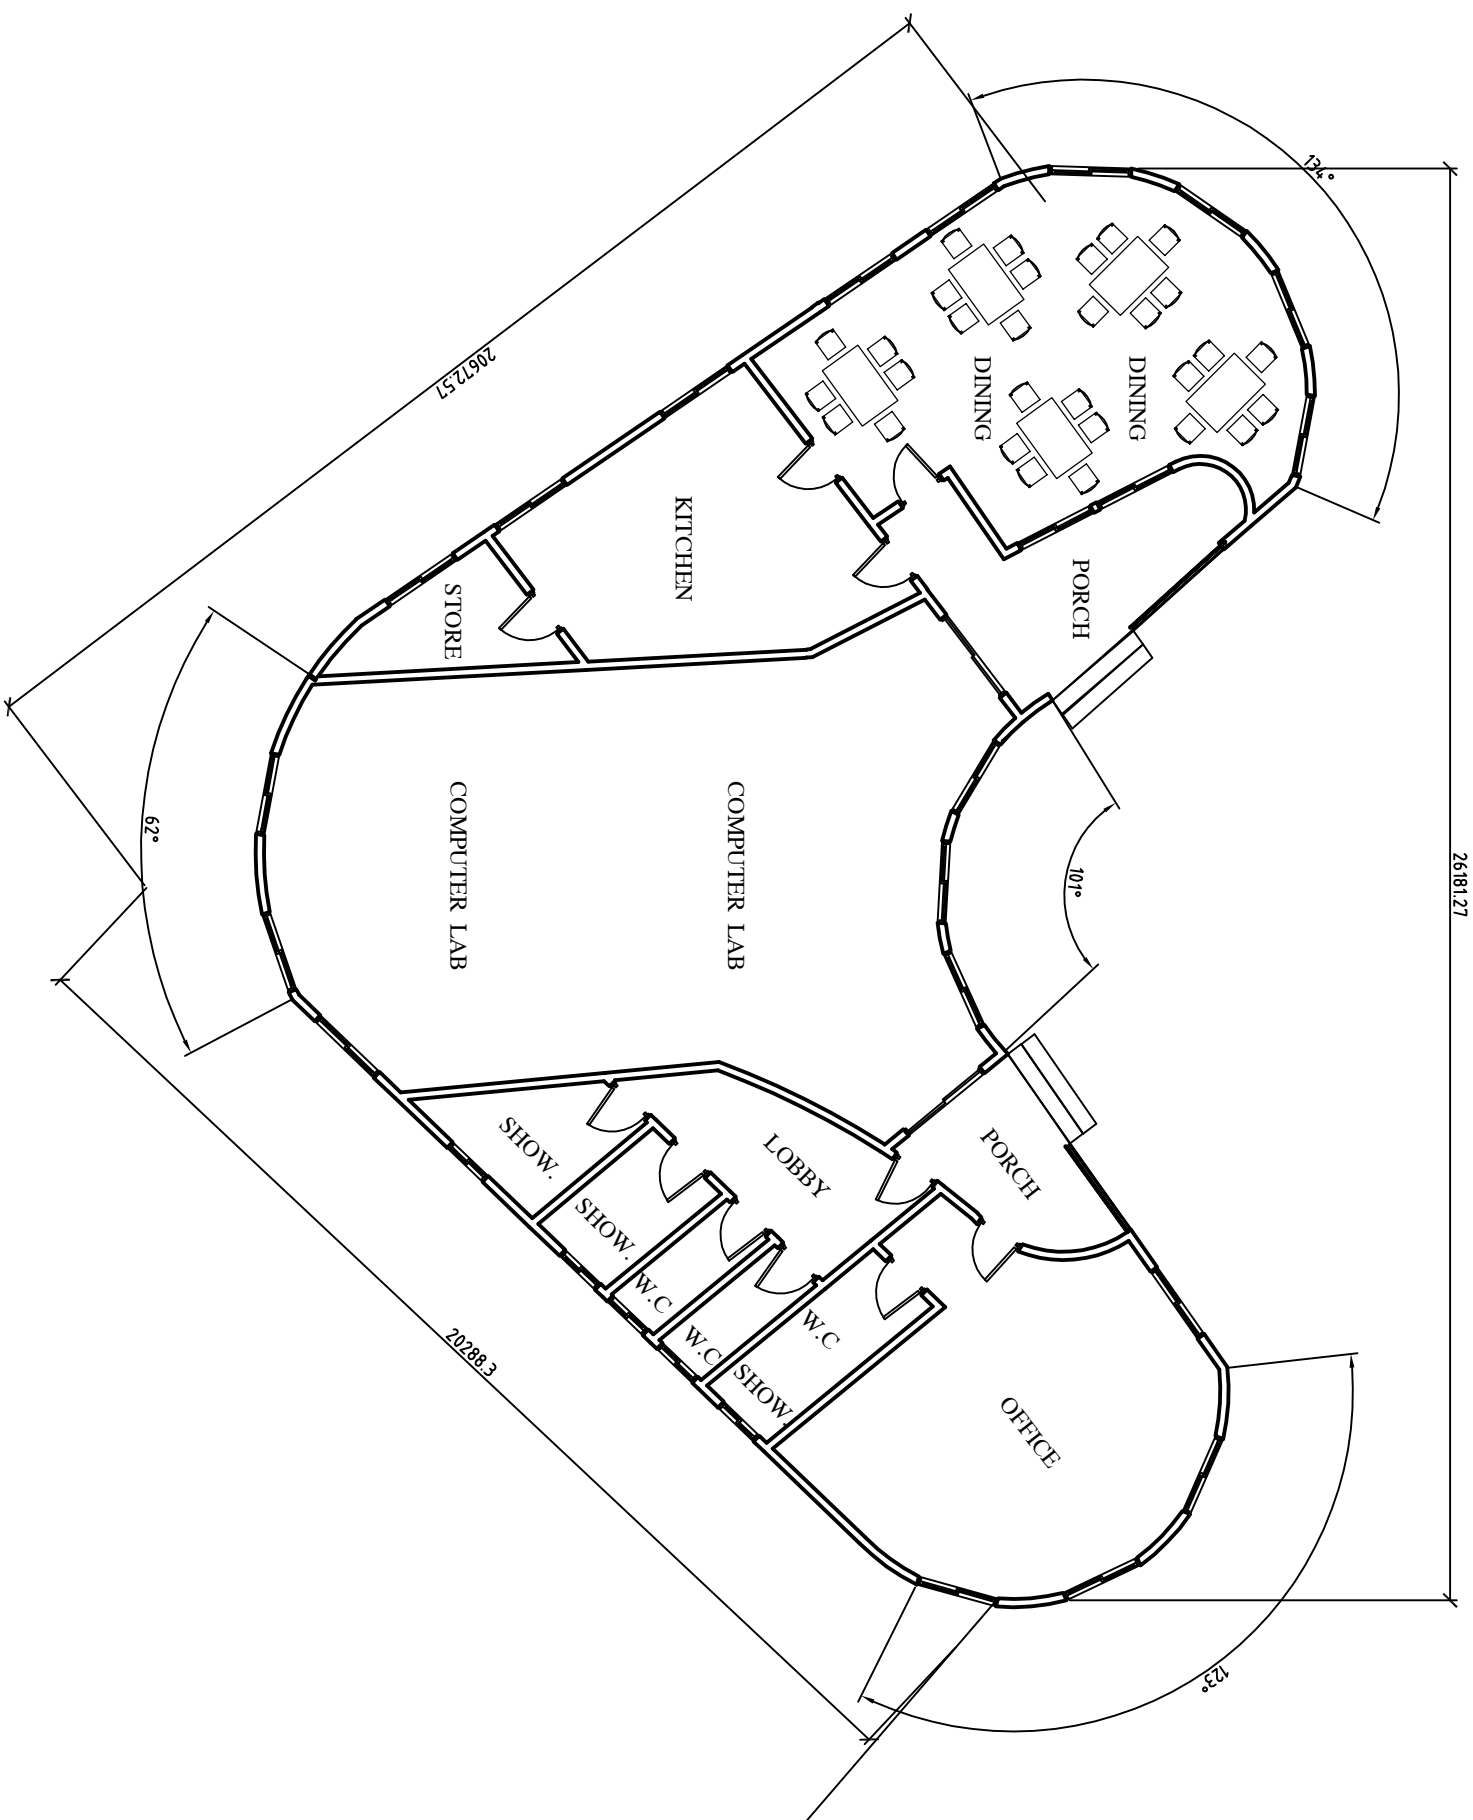 134°
26181.27
20672.57
DINING
DINING
KITCHEN
PORCH
STORE
COMPUTER LAB
COMPUTER LAB
101°
62°
PORCH
LOBBY
SHOW.
SHOW.
W.C
W.C
W.C
SHOW.
OFFICE
20288.3
123°